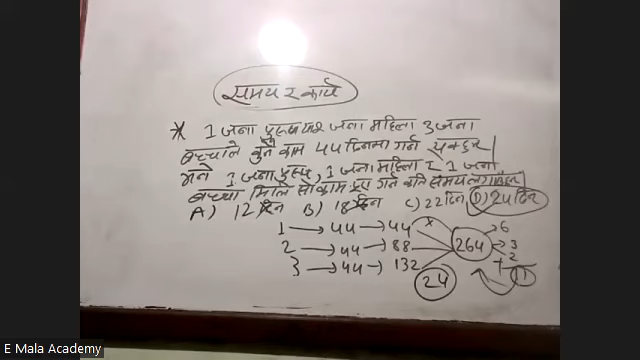 समय र कार्य
* 1 जना पुरुष वा 2 जना महिला वा 3 जना
बच्चाले कुनै काम 44 दिनमा गर्न सक्छन्
भने 1 जना पुरुष, 1 जना महिला र 1 जना
बच्चा मिलि सो काम पुरा गर्न कति समय लाग्छ
A) 12 दिन B) 18 दिन C) 22 दिन D) 24 दिन
1 → 44 → 44 264 → 6
2 → 44 → 88 → 3
3 → 44 → 132 → 2
24 11
E Mala Academy